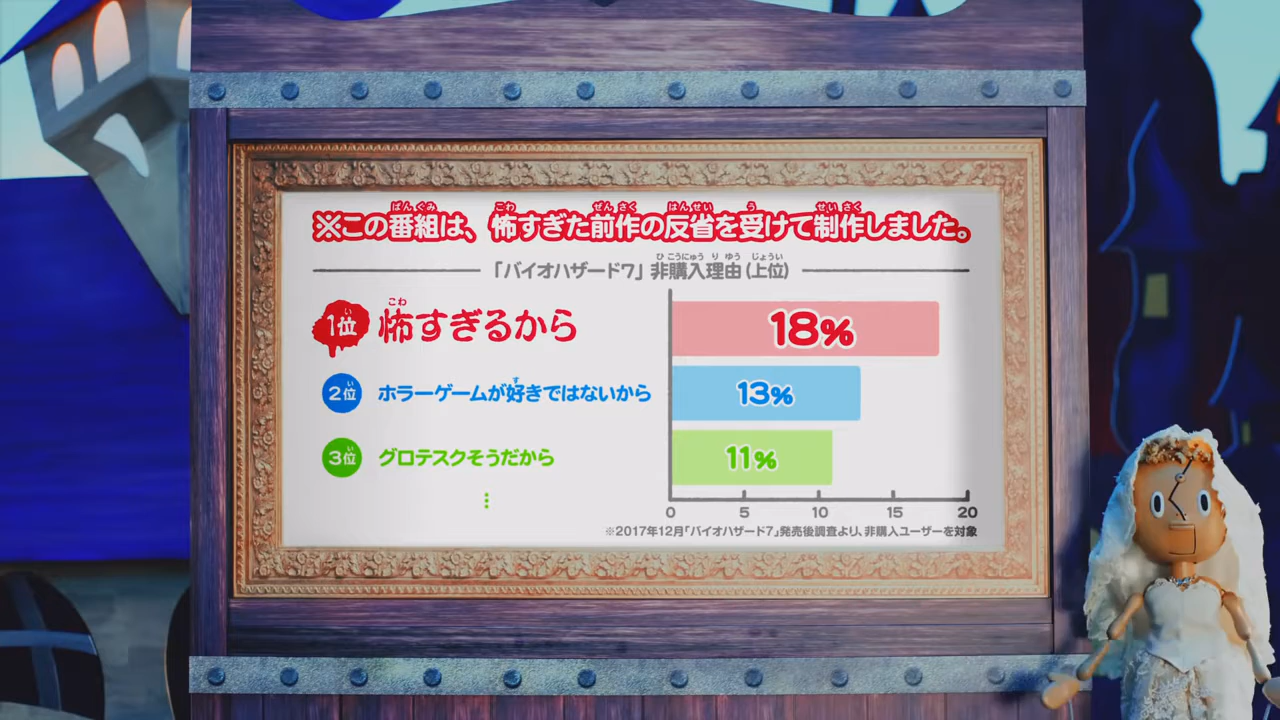 ※この番組は、怖すぎた前作の反省を受けて制作しました。
「バイオハザード7」非購入理由(上位)
1位 怖すぎるから 18%
2位 ホラーゲームが好きではないから 13%
3位 グロテスクそうだから 11%
0 5 10 15 20
※2017年12月「バイオハザード7」発売後調査より、非購入ユーザーを対象